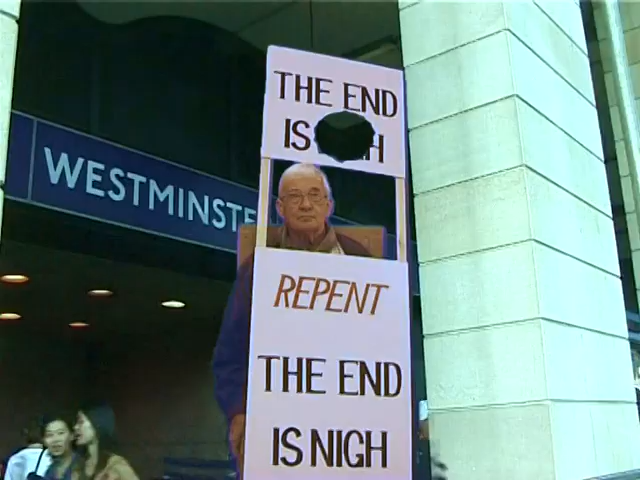 THE END
IS
WESTMINSTE
REPENT
THE END
IS NIGH